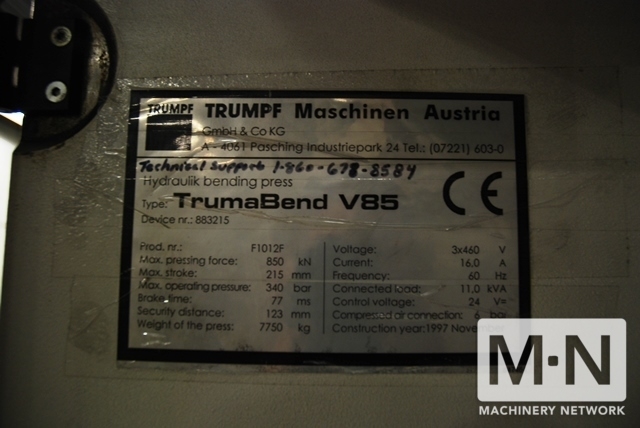 TRUMPF TRUMPF Maschinen Austria
GmbH & Co KG
A - 4061 Pasching Industriepark 24 Tel.: (07221) 603-0
Technical Support 1-860-678-8584
Hydraulik bending press
Type: TrumaBend V85 CE
Device nr.: 883215
Prod. nr.: F1012F
Max. pressing force: 850 kN
Max. stroke: 215 mm
Max. operating pressure: 340 bar
Brake time: 77 ms
Security distance: 123 mm
Weight of the press: 7750 kg
Voltage: 3x460 V
Current: 16,0 A
Frequency: 60 Hz
Connected load: 11,0 kVA
Control voltage: 24 V=
Compressed air connection: 6 bar
Construction year: 1997 November
M·N
MACHINERY NETWORK